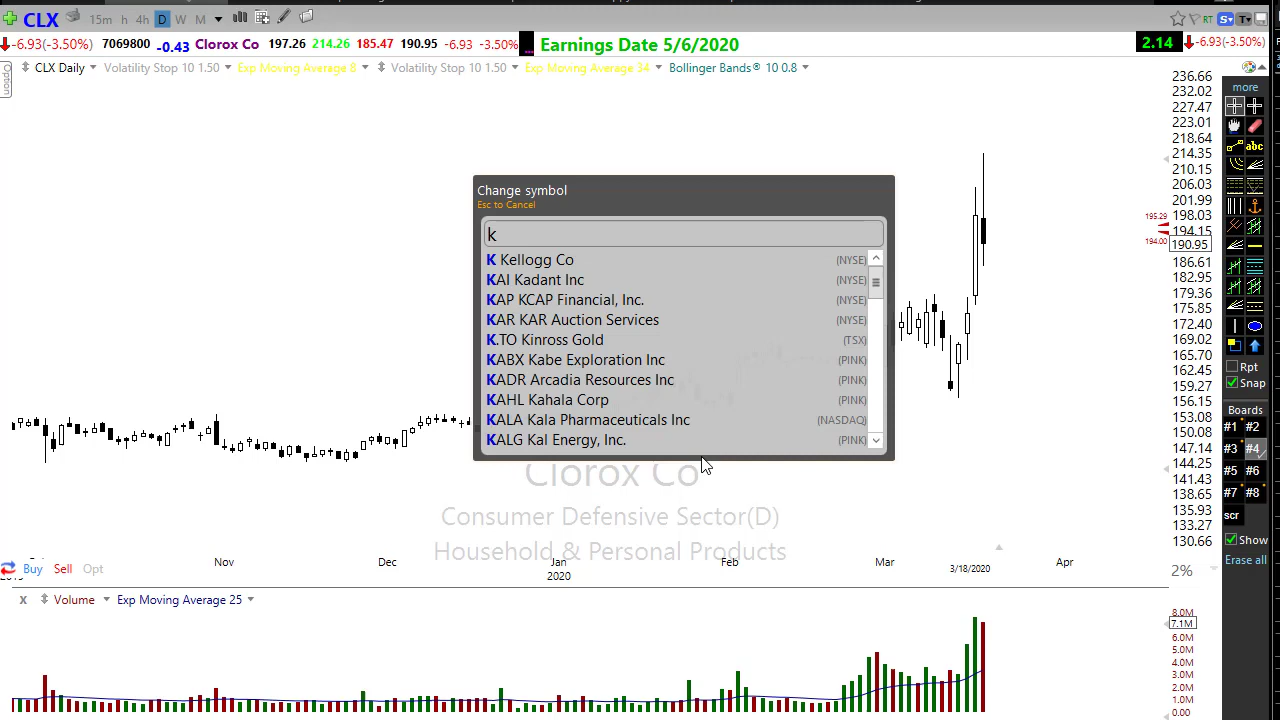 CLX 15m h 4h D W M RT S T
-6.93(-3.50%) 7069800 -0.43 Clorox Co 197.26 214.26 185.47 190.95 -6.93 -3.50% Earnings Date 5/6/2020 2.14 -6.93(-3.50%)
Option
CLX Daily Volatility Stop 10 1.50 Exp Moving Average 8 Volatility Stop 10 1.50 Exp Moving Average 34 Bollinger Bands® 10 0.8
236.66
232.02
227.47
223.01
218.64
214.35
210.15
206.03
201.99
198.03
195.29
194.15
194.00
190.95
186.61
182.95
179.36
175.85
172.40
169.02
165.70
162.45
159.27
156.15
153.08
150.08
147.14
144.25
141.43
138.65
135.93
133.27
130.66
more
abc
Rpt
Snap
Boards
#1 #2
#3 #4
#5 #6
#7 #8
scr
Show
Erase all
Change symbol
Esc to Cancel
k
K Kellogg Co (NYSE)
KAI Kadant Inc (NYSE)
KAP KCAP Financial, Inc. (NYSE)
KAR KAR Auction Services (NYSE)
K.TO Kinross Gold (TSX)
KABX Kabe Exploration Inc (PINK)
KADR Arcadia Resources Inc (PINK)
KAHL Kahala Corp (PINK)
KALA Kala Pharmaceuticals Inc (NASDAQ)
KALG Kal Energy, Inc. (PINK)
Clorox Co
Consumer Defensive Sector(D)
Household & Personal Products
Nov Dec Jan Feb Mar Apr
2020 3/18/2020
Buy Sell Opt 2%
x Volume Exp Moving Average 25
8.0M
7.1M
6.0M
5.0M
4.0M
3.0M
2.0M
1.0M
0.00